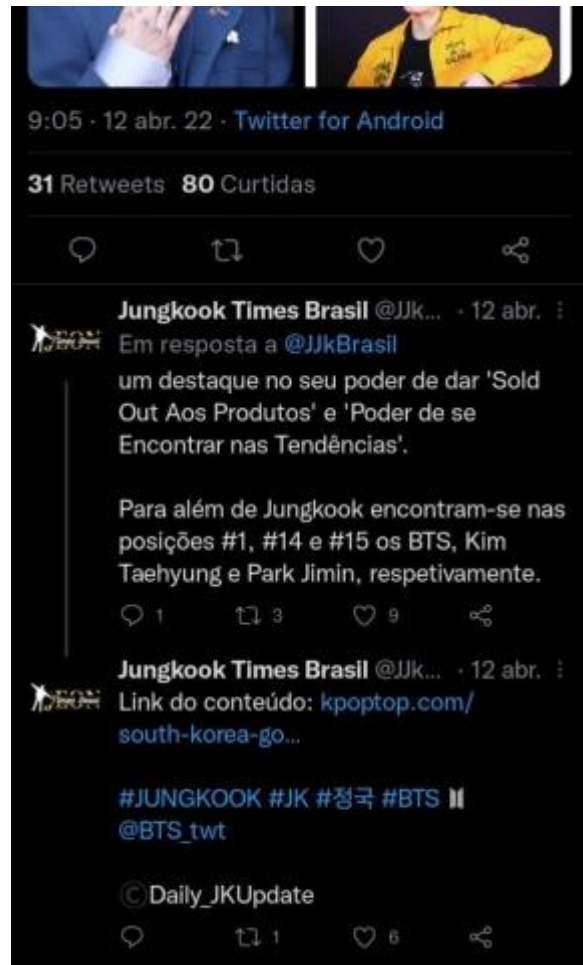 9:05 · 12 abr. 22 · Twitter for Android
31 Retweets 80 Curtidas
Jungkook Times Brasil @JJk... · 12 abr.
Em resposta a @JJkBrasil
um destaque no seu poder de dar 'Sold
Out Aos Produtos' e 'Poder de se
Encontrar nas Tendências'.
Para além de Jungkook encontram-se nas
posições #1, #14 e #15 os BTS, Kim
Taehyung e Park Jimin, respetivamente.
1 3 9
Jungkook Times Brasil @JJk... · 12 abr.
Link do conteúdo: kpoptop.com/
south-korea-go...
#JUNGKOOK #JK #정국 #BTS
@BTS_twt
©Daily_JKUpdate
1 6